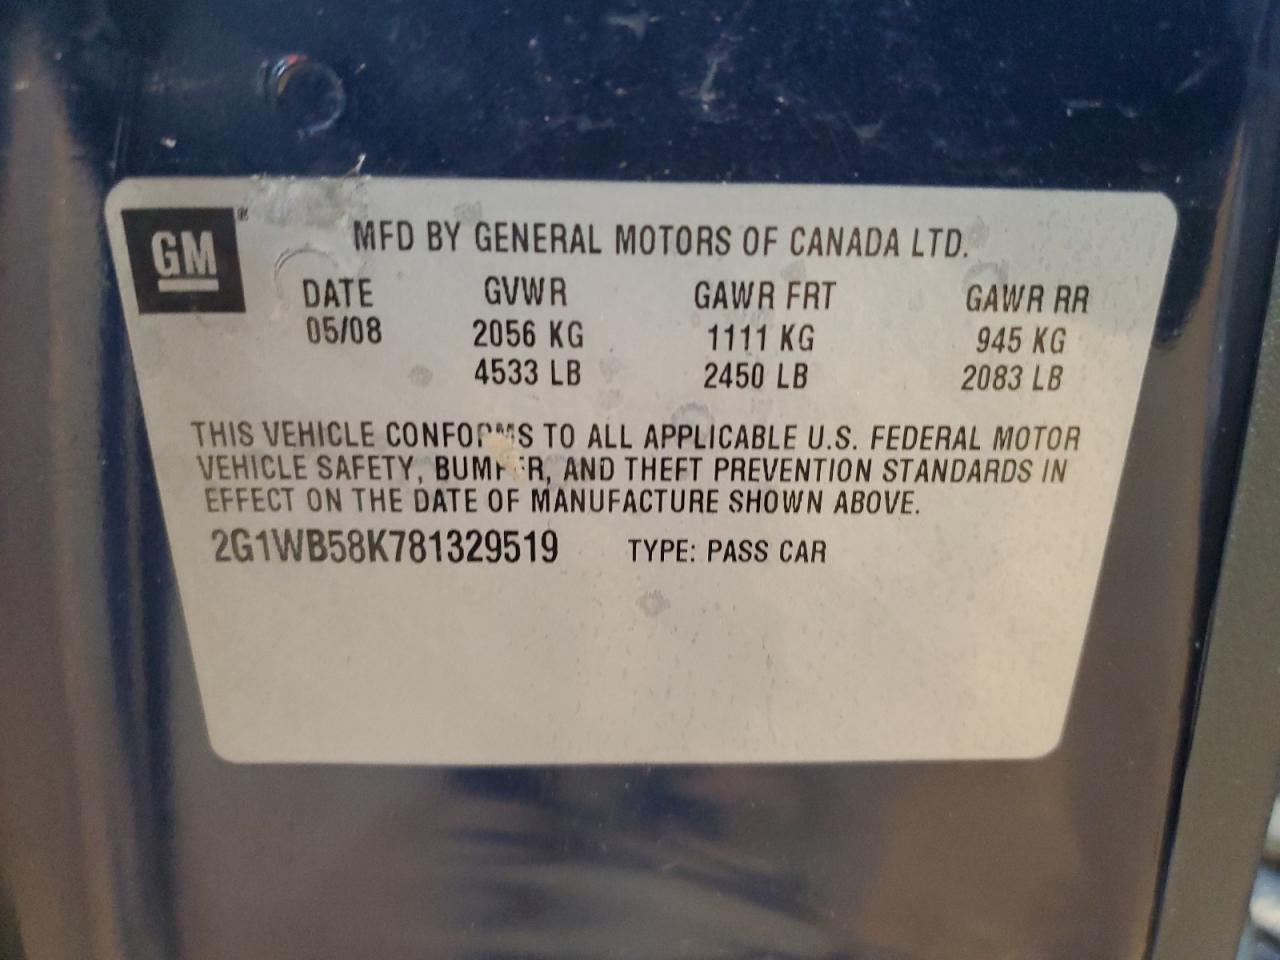 GM®
MFD BY GENERAL MOTORS OF CANADA LTD.
DATE GVWR GAWR FRT GAWR RR
05/08 2056 KG 1111 KG 945 KG
4533 LB 2450 LB 2083 LB
THIS VEHICLE CONFORMS TO ALL APPLICABLE U.S. FEDERAL MOTOR
VEHICLE SAFETY, BUMPER, AND THEFT PREVENTION STANDARDS IN
EFFECT ON THE DATE OF MANUFACTURE SHOWN ABOVE.
2G1WB58K781329519 TYPE: PASS CAR